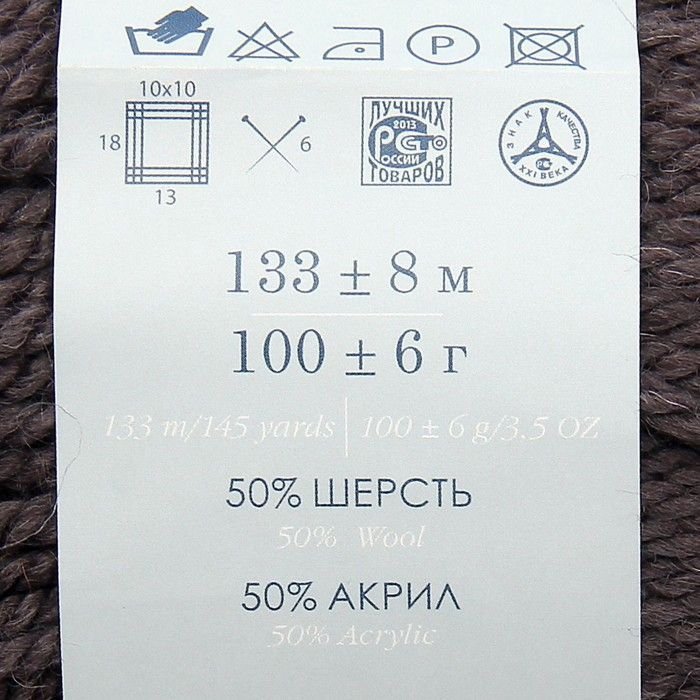 P
10x10
18
13
6
ЛУЧШИХ
2013
РОССИИ
ТОВАРОВ
ЗНАК КАЧЕСТВА
XXI ВЕКА
133 ± 8 м
100 ± 6 г
133 m/145 yards | 100 ± 6 g/3,5 OZ
50% ШЕРСТЬ
50% Wool
50% АКРИЛ
50% Acrylic